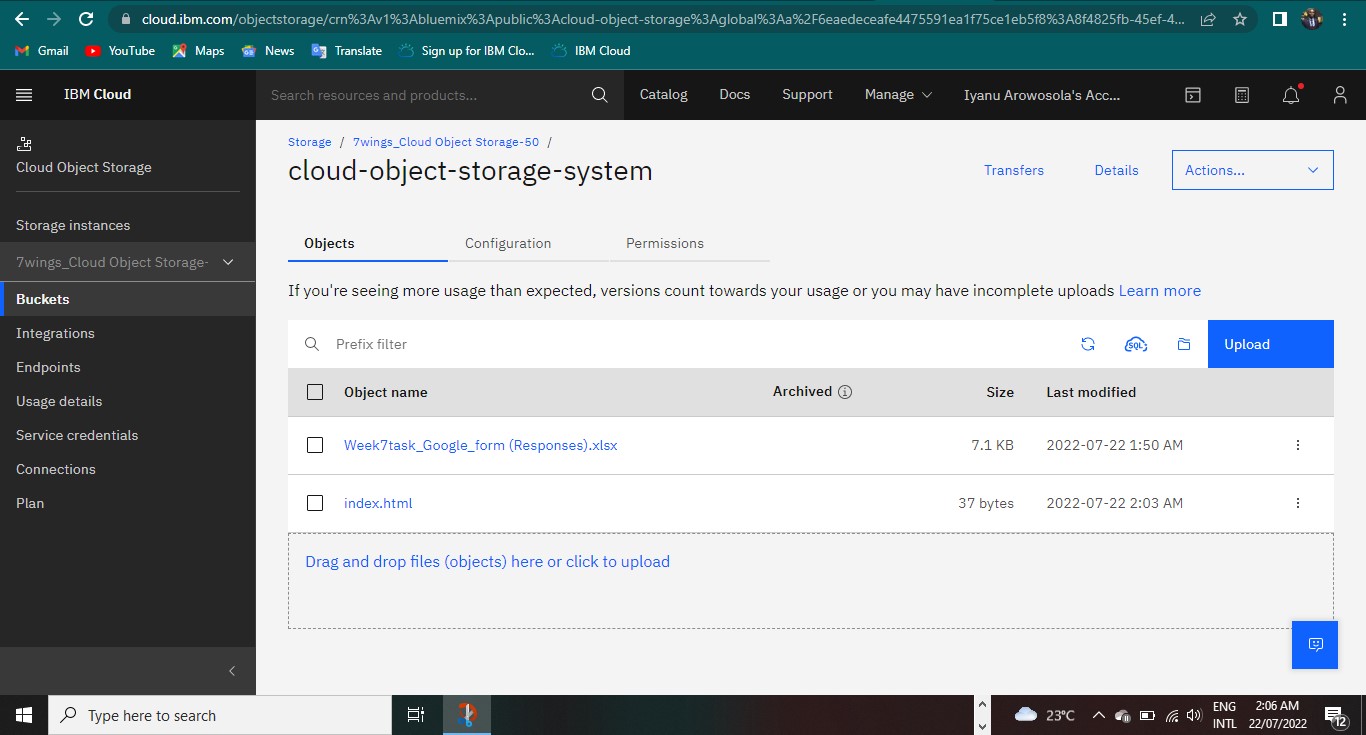 cloud.ibm.com/objectstorage/crn%3Av1%3Abluemix%3Apublic%3Acloud-object-storage%3Aglobal%3Aa%2F6eaedeceafe4475591ea1f75ce1eb5f8%3A8f4825fb-45ef-4...
Gmail YouTube Maps News Translate Sign up for IBM Clo... IBM Cloud
IBM Cloud Search resources and products... Catalog Docs Support Manage Iyanu Arowosola's Acc...
Cloud Object Storage
Storage instances
7wings_Cloud Object Storage-
Buckets
Integrations
Endpoints
Usage details
Service credentials
Connections
Plan
Storage / 7wings_Cloud Object Storage-50 /
cloud-object-storage-system
Transfers Details Actions...
Objects Configuration Permissions
If you're seeing more usage than expected, versions count towards your usage or you may have incomplete uploads Learn more
Prefix filter SQL Upload
Object name Archived Size Last modified
Week7task_Google_form (Responses).xlsx 7.1 KB 2022-07-22 1:50 AM
index.html 37 bytes 2022-07-22 2:03 AM
Drag and drop files (objects) here or click to upload
Type here to search
23°C
ENG
INTL
2:06 AM
22/07/2022
12